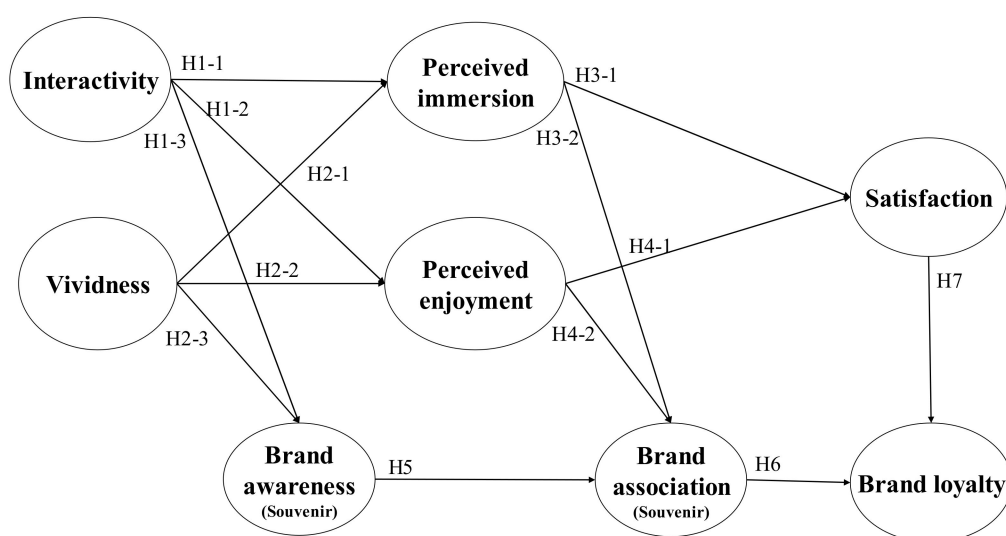 Interactivity
H1-1
H1-2
H1-3
Perceived
immersion
H3-1
H3-2
H2-1
Satisfaction
Vividness
H2-2
H2-3
Perceived
enjoyment
H4-1
H4-2
H7
Brand
awareness
(Souvenir)
H5
Brand
association
(Souvenir)
H6
Brand loyalty